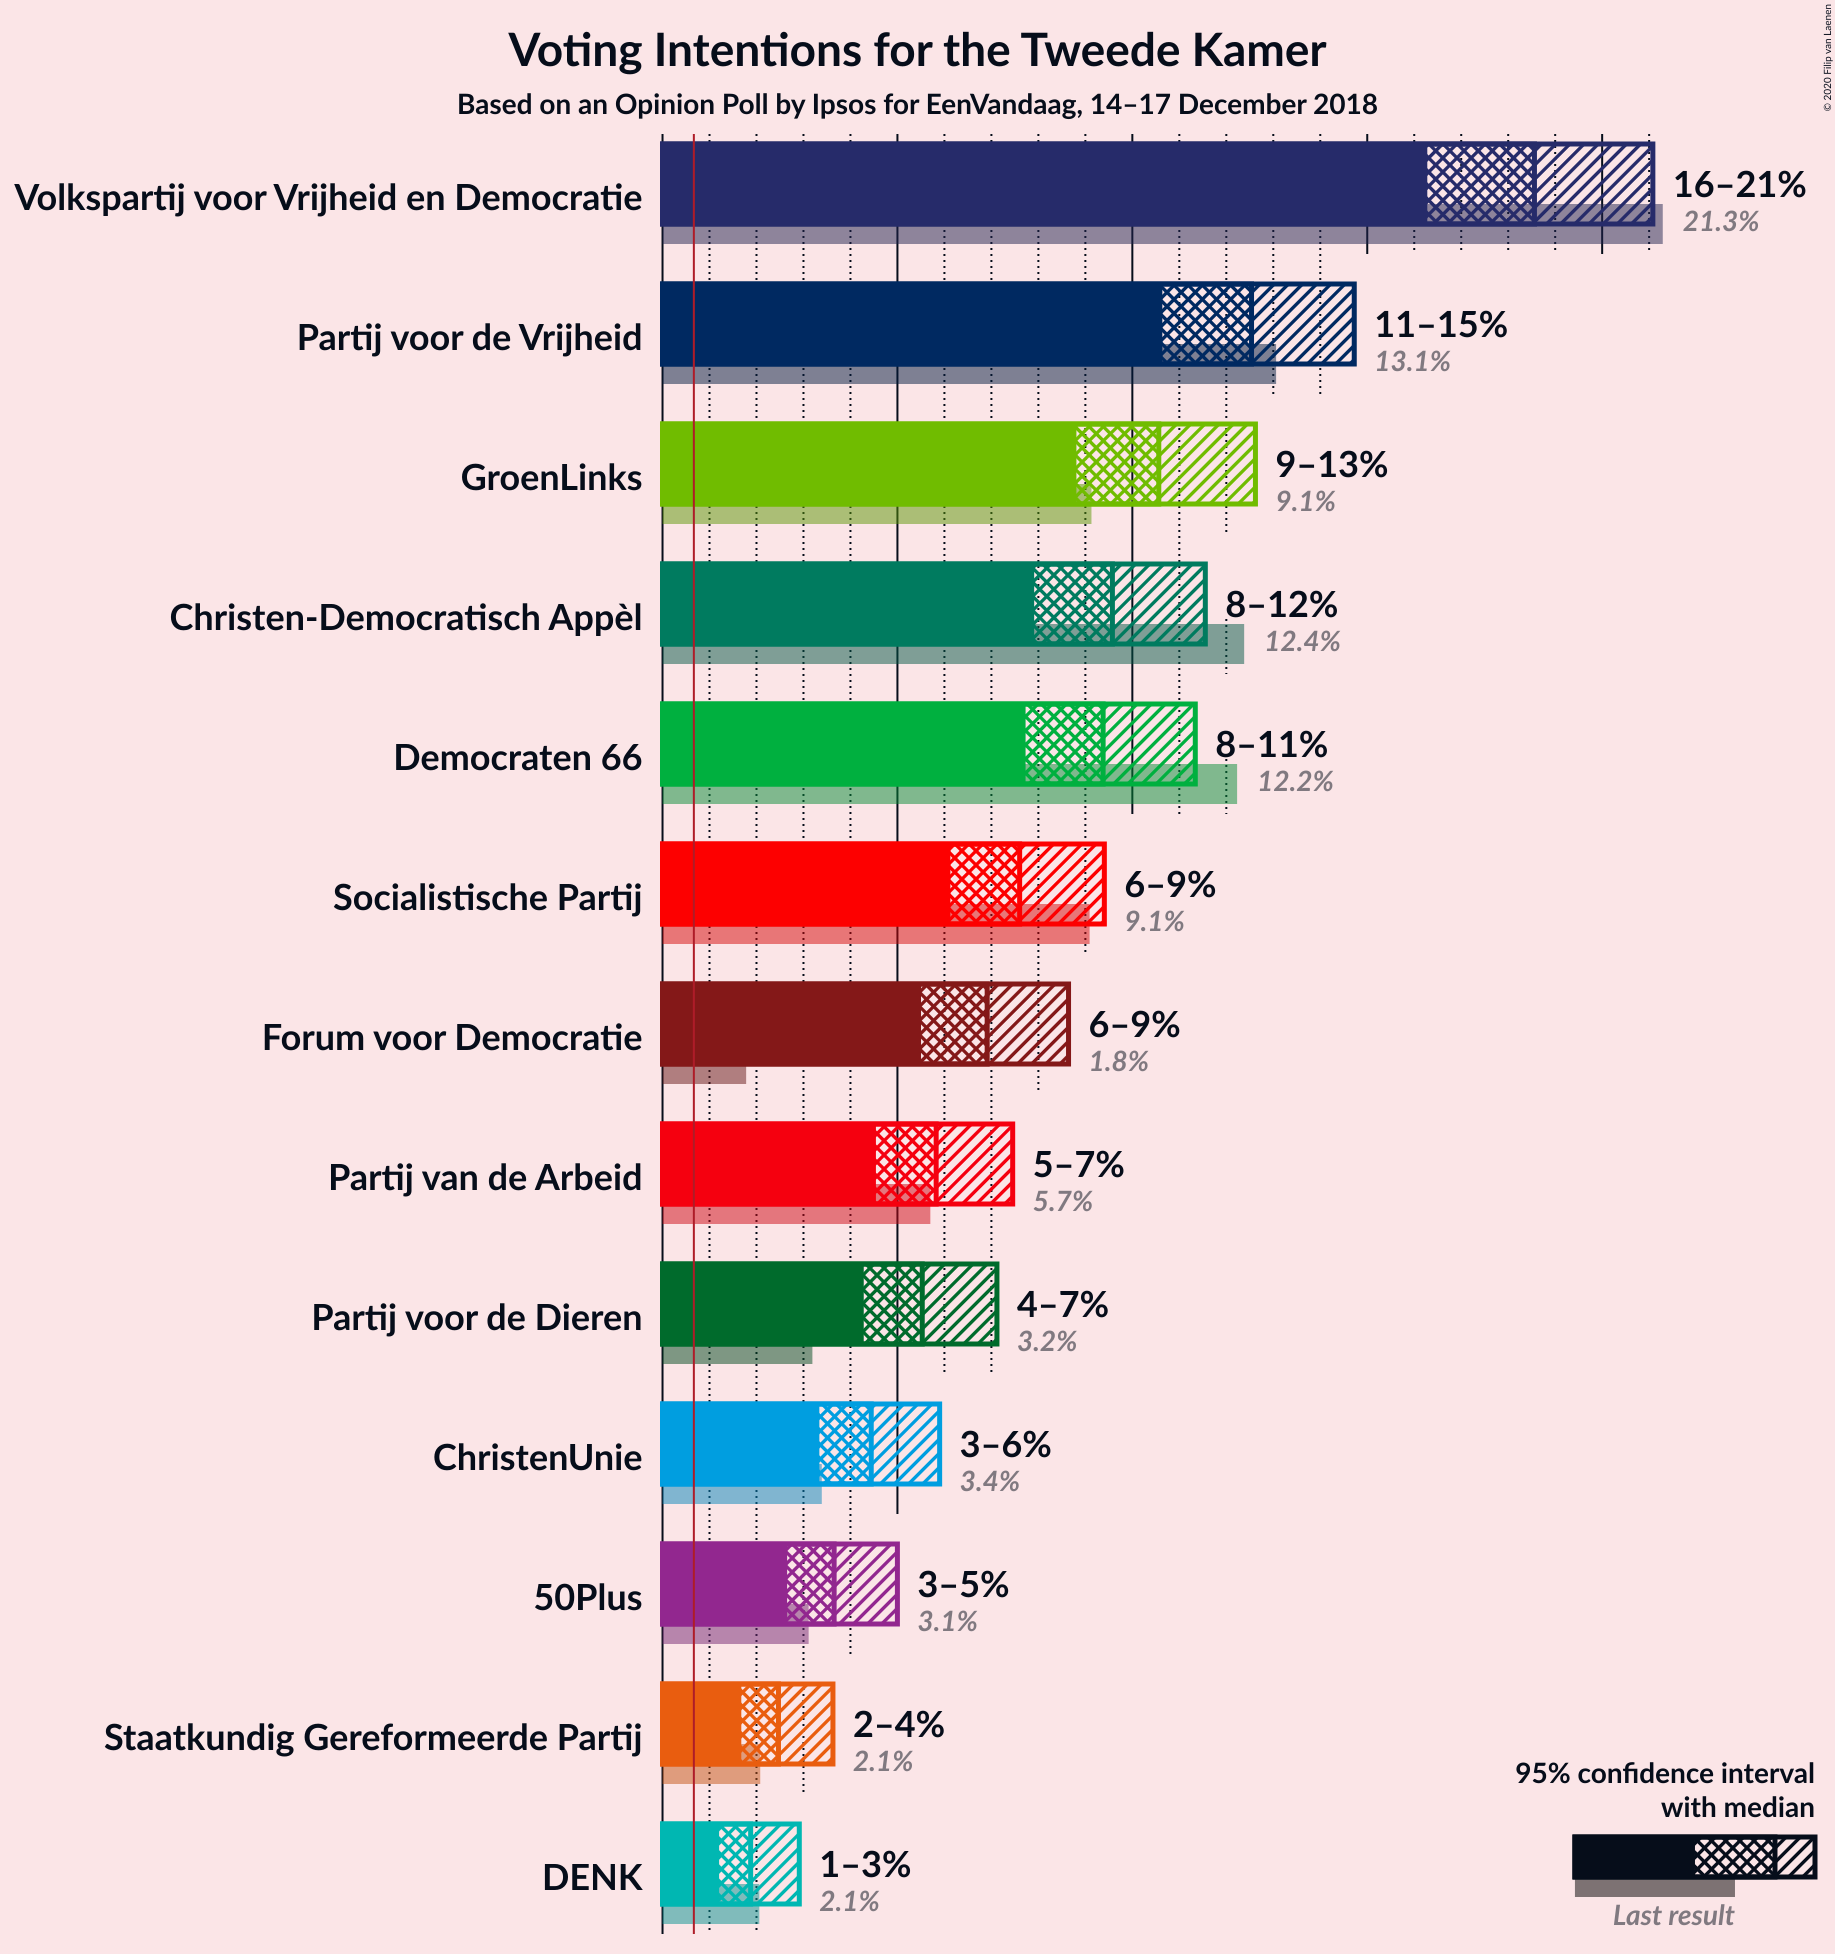 Voting Intentions for the Tweede Kamer
Based on an Opinion Poll by Ipsos for EenVandaag, 14–17 December 2018
© 2020 Filip van Laenen
Volkspartij voor Vrijheid en Democratie
16–21%
21.3%
Partij voor de Vrijheid
11–15%
13.1%
GroenLinks
9–13%
9.1%
Christen-Democratisch Appèl
8–12%
12.4%
Democraten 66
8–11%
12.2%
Socialistische Partij
6–9%
9.1%
Forum voor Democratie
6–9%
1.8%
Partij van de Arbeid
5–7%
5.7%
Partij voor de Dieren
4–7%
3.2%
ChristenUnie
3–6%
3.4%
50Plus
3–5%
3.1%
Staatkundig Gereformeerde Partij
2–4%
2.1%
DENK
1–3%
2.1%
95% confidence interval
with median
Last result